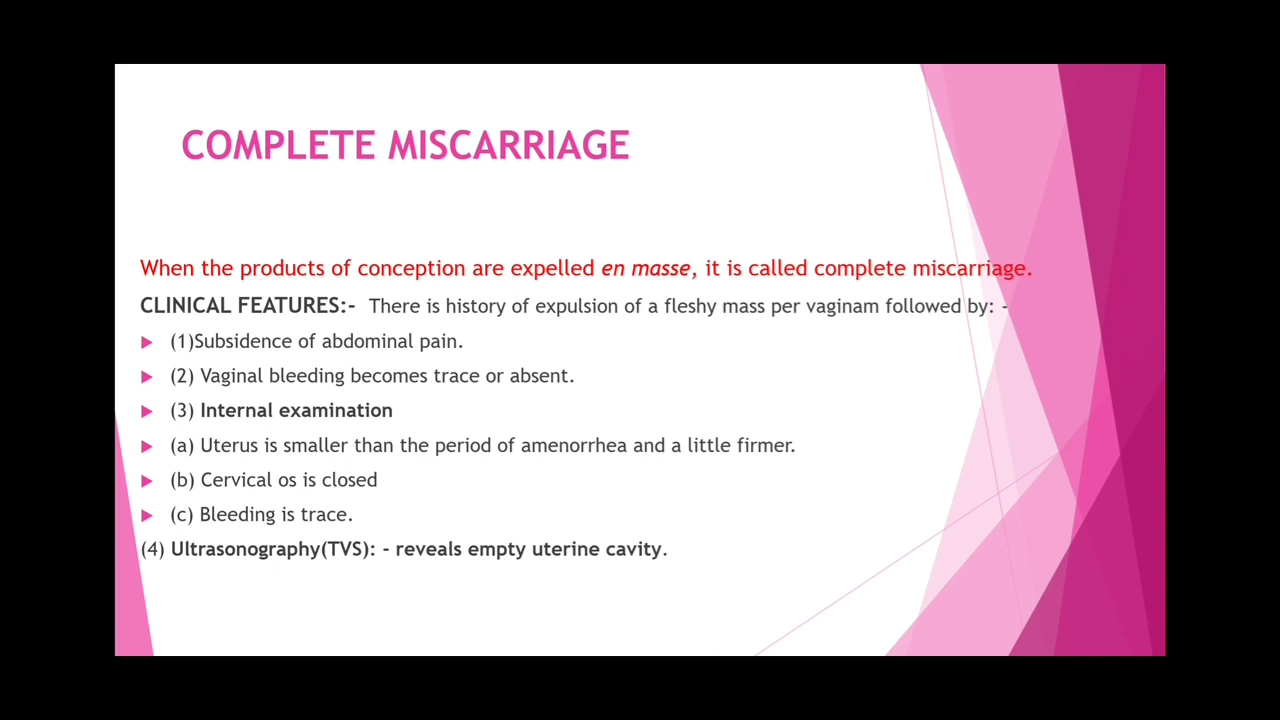 COMPLETE MISCARRIAGE
When the products of conception are expelled en masse, it is called complete miscarriage.
CLINICAL FEATURES:- There is history of expulsion of a fleshy mass per vaginam followed by: -
(1)Subsidence of abdominal pain.
(2) Vaginal bleeding becomes trace or absent.
(3) Internal examination
(a) Uterus is smaller than the period of amenorrhea and a little firmer.
(b) Cervical os is closed
(c) Bleeding is trace.
(4) Ultrasonography(TVS): - reveals empty uterine cavity.